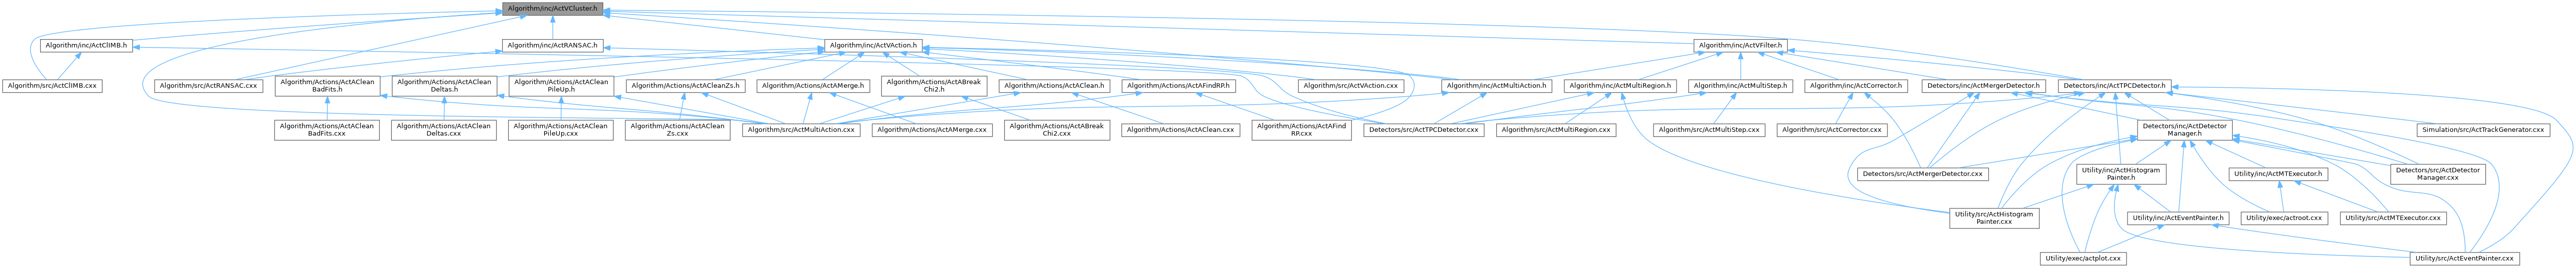 Algorithm/inc/ActVCluster.h
Algorithm/inc/ActClIMB.h
Algorithm/inc/ActRANSAC.h
Algorithm/inc/ActVAction.h
Algorithm/inc/ActVFilter.h
Algorithm/src/ActClIMB.cxx
Algorithm/src/ActRANSAC.cxx
Algorithm/Actions/ActAClean
BadFits.h
Algorithm/Actions/ActAClean
Deltas.h
Algorithm/Actions/ActAClean
PileUp.h
Algorithm/Actions/ActACleanZs.h
Algorithm/Actions/ActAMerge.h
Algorithm/Actions/ActABreak
Chi2.h
Algorithm/Actions/ActAClean.h
Algorithm/Actions/ActAFindRP.h
Algorithm/src/ActVAction.cxx
Algorithm/inc/ActMultiAction.h
Algorithm/inc/ActMultiRegion.h
Algorithm/inc/ActMultiStep.h
Algorithm/inc/ActCorrector.h
Detectors/inc/ActMergerDetector.h
Detectors/inc/ActTPCDetector.h
Algorithm/Actions/ActAClean
BadFits.cxx
Algorithm/Actions/ActAClean
Deltas.cxx
Algorithm/Actions/ActAClean
PileUp.cxx
Algorithm/Actions/ActAClean
Zs.cxx
Algorithm/src/ActMultiAction.cxx
Algorithm/Actions/ActAMerge.cxx
Algorithm/Actions/ActABreak
Chi2.cxx
Algorithm/Actions/ActAClean.cxx
Algorithm/Actions/ActAFind
RP.cxx
Detectors/src/ActTPCDetector.cxx
Algorithm/src/ActMultiRegion.cxx
Algorithm/src/ActMultiStep.cxx
Algorithm/src/ActCorrector.cxx
Detectors/inc/ActDetector
Manager.h
Simulation/src/ActTrackGenerator.cxx
Detectors/src/ActMergerDetector.cxx
Utility/inc/ActHistogram
Painter.h
Utility/inc/ActMTExecutor.h
Detectors/src/ActDetector
Manager.cxx
Utility/src/ActHistogram
Painter.cxx
Utility/inc/ActEventPainter.h
Utility/exec/actroot.cxx
Utility/src/ActMTExecutor.cxx
Utility/exec/actplot.cxx
Utility/src/ActEventPainter.cxx